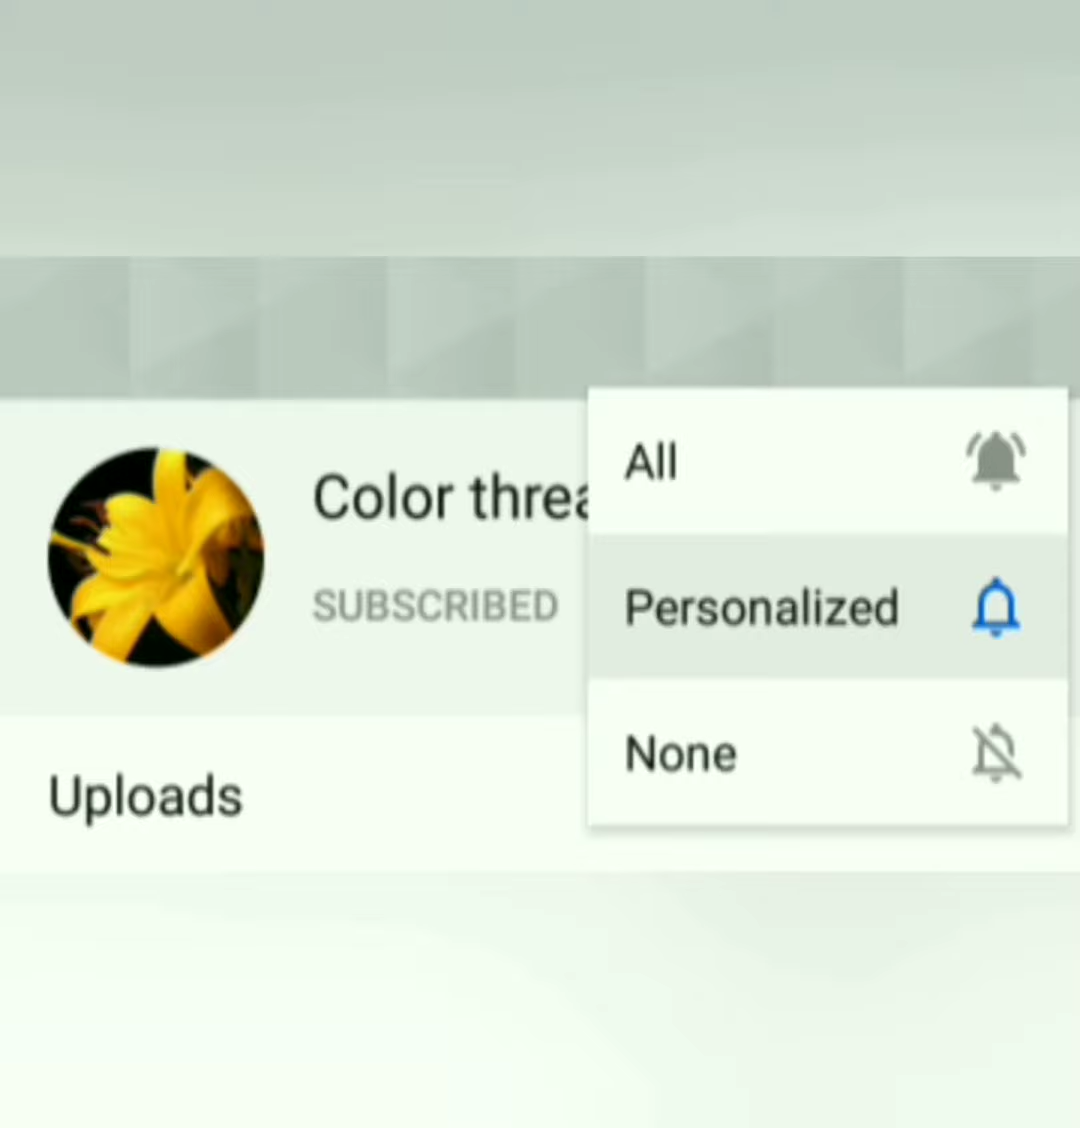 Color threa
SUBSCRIBED
All
Personalized
None
Uploads